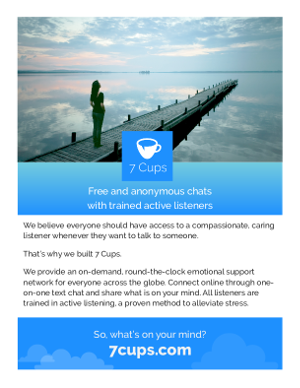 7 Cups
Free and anonymous chats
with trained active listeners
We believe everyone should have access to a compassionate, caring
listener whenever they want to talk to someone.
That's why we built 7 Cups.
We provide an on-demand, round-the-clock emotional support
network for everyone across the globe. Connect online through one-
on-one text chat and share what is on your mind. All listeners are
trained in active listening, a proven method to alleviate stress.
So, what's on your mind?
7cups.com